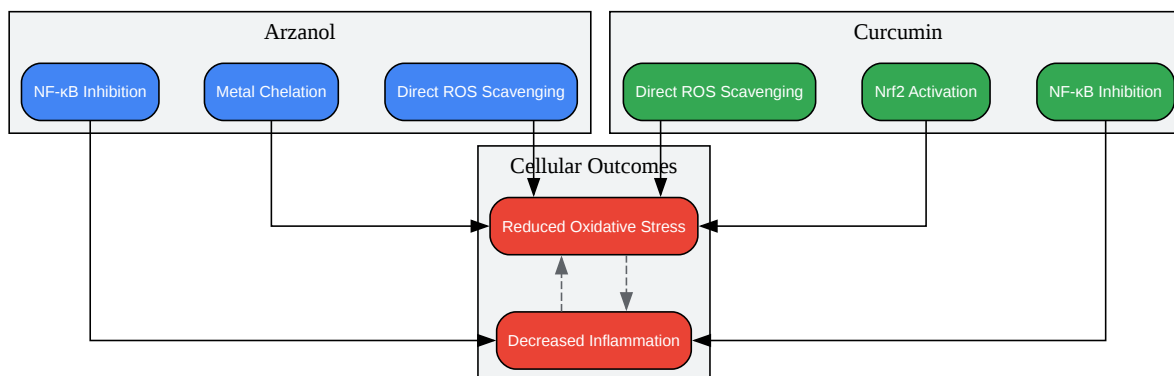 Arzanol
NF-κB Inhibition
Metal Chelation
Direct ROS Scavenging
Curcumin
Direct ROS Scavenging
Nrf2 Activation
NF-κB Inhibition
Cellular Outcomes
Reduced Oxidative Stress
Decreased Inflammation